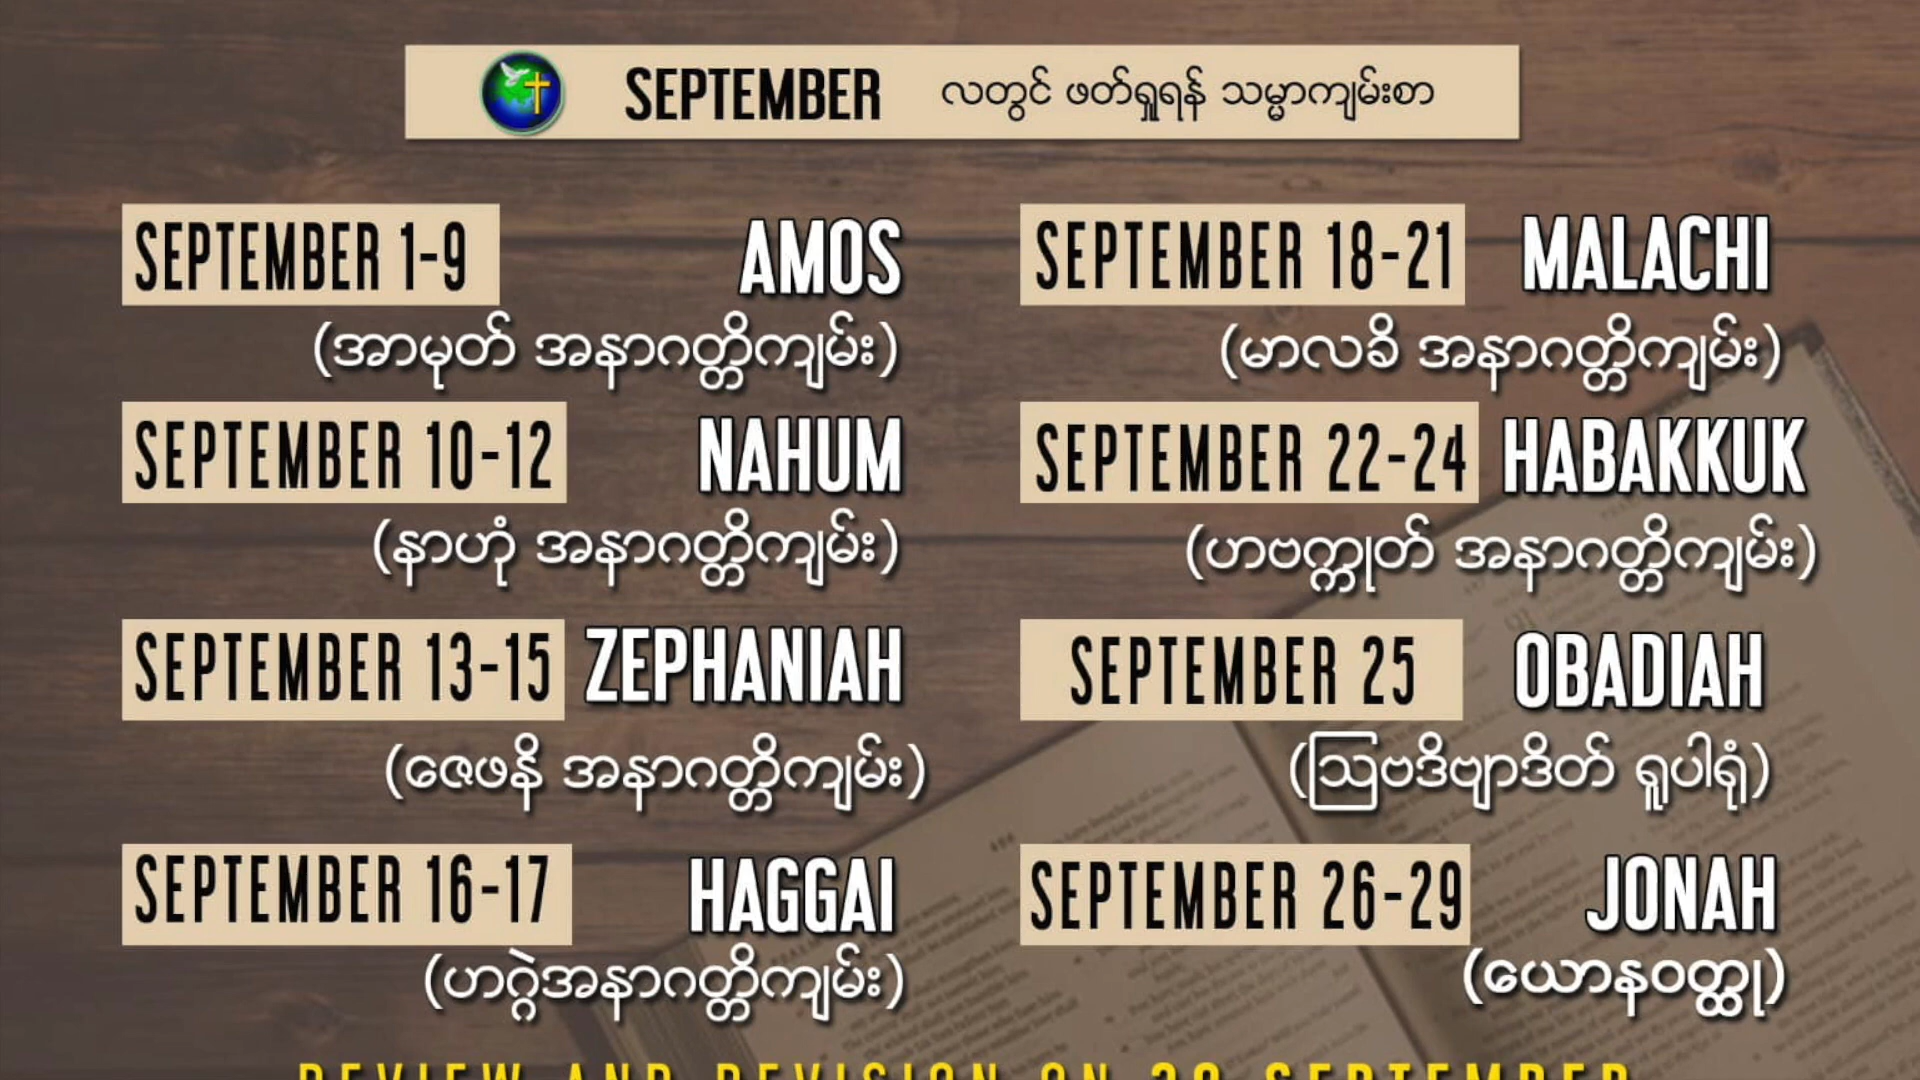 SEPTEMBER လတွင် ဖတ်ရှုရန် သမ္မာကျမ်းစာ
SEPTEMBER 1-9 AMOS
(အာမုတ် အနာဂတ္တိကျမ်း)
SEPTEMBER 10-12 NAHUM
(နာဟုံ အနာဂတ္တိကျမ်း)
SEPTEMBER 13-15 ZEPHANIAH
(ဇေဖနိ အနာဂတ္တိကျမ်း)
SEPTEMBER 16-17 HAGGAI
(ဟဂ္ဂဲအနာဂတ္တိကျမ်း)
SEPTEMBER 18-21 MALACHI
(မာလခိ အနာဂတ္တိကျမ်း)
SEPTEMBER 22-24 HABAKKUK
(ဟဗက္ကုတ် အနာဂတ္တိကျမ်း)
SEPTEMBER 25 OBADIAH
(ဩဗဒိဗျာဒိတ် ရူပါရုံ)
SEPTEMBER 26-29 JONAH
(ယောနဝတ္ထု)
REVIEW AND REVISION ON 30 SEPTEMBER